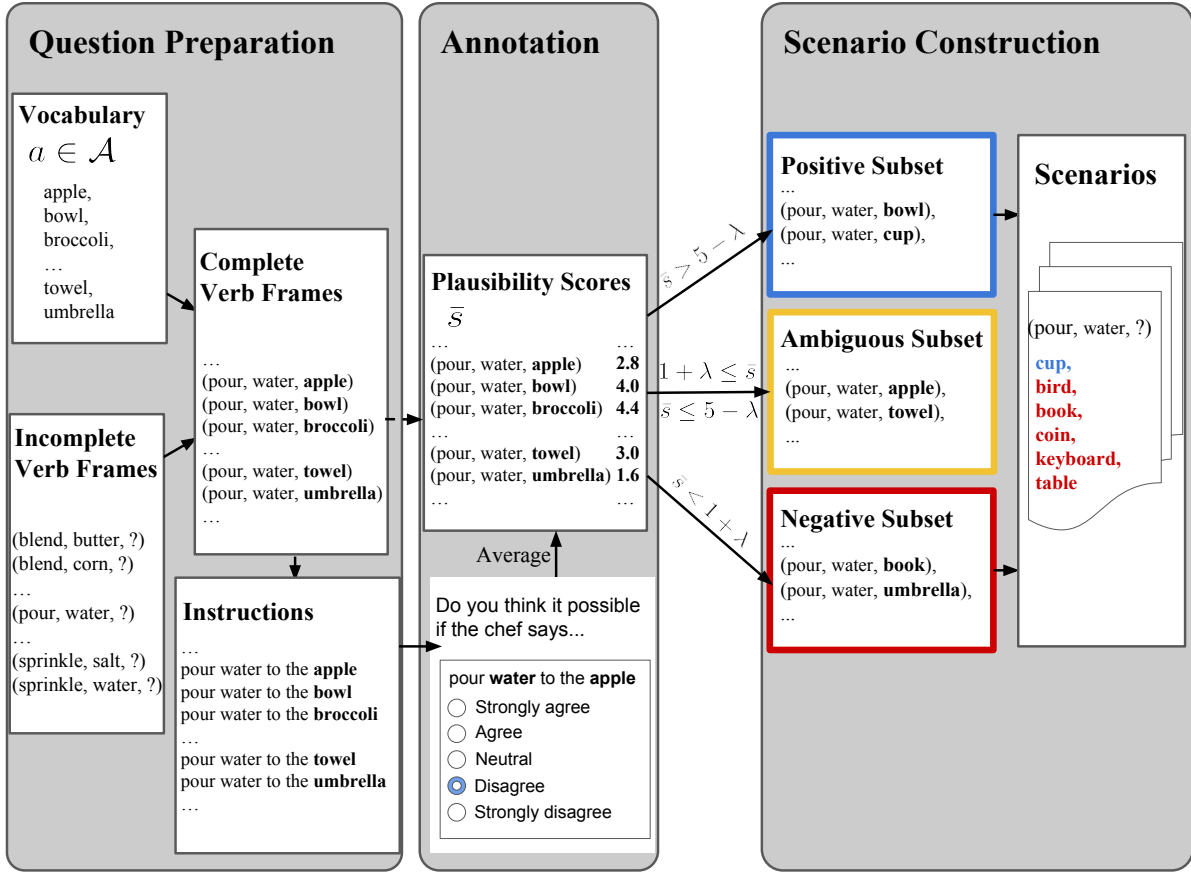 Question Preparation
Vocabulary
a ∈ 𝒜
apple,
bowl,
broccoli,
…
towel,
umbrella
Incomplete
Verb Frames
(blend, butter, ?)
(blend, corn, ?)
…
(pour, water, ?)
…
(sprinkle, salt, ?)
(sprinkle, water, ?)
Complete
Verb Frames
…
(pour, water, apple)
(pour, water, bowl)
(pour, water, broccoli)
…
(pour, water, towel)
(pour, water, umbrella)
…
Instructions
…
pour water to the apple
pour water to the bowl
pour water to the broccoli
…
pour water to the towel
pour water to the umbrella
…
Annotation
Plausibility Scores
s̄
… …
(pour, water, apple) 2.8
(pour, water, bowl) 4.0
(pour, water, broccoli) 4.4
… …
(pour, water, towel) 3.0
(pour, water, umbrella) 1.6
… …
Average
Do you think it possible
if the chef says...
pour water to the apple
Strongly agree
Agree
Neutral
Disagree
Strongly disagree
s̄ > 5 − λ
1 + λ ≤ s̄
s̄ ≤ 5 − λ
s̄ < 1 + λ
Scenario Construction
Positive Subset
...
(pour, water, bowl),
(pour, water, cup),
...
Ambiguous Subset
...
(pour, water, apple),
(pour, water, towel),
...
Negative Subset
...
(pour, water, book),
(pour, water, umbrella),
...
Scenarios
(pour, water, ?)
cup,
bird,
book,
coin,
keyboard,
table